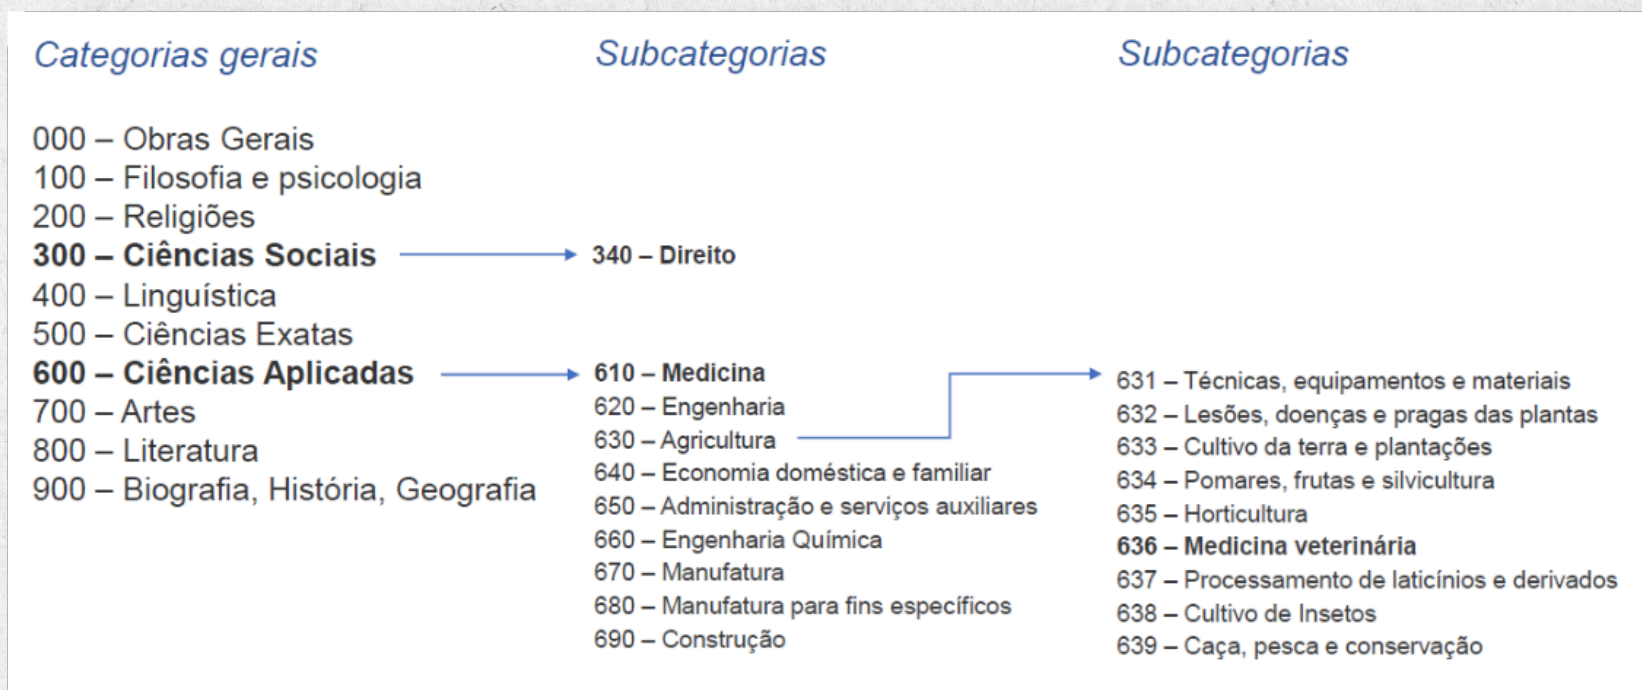 Categorias gerais
000 – Obras Gerais
100 – Filosofia e psicologia
200 – Religiões
300 – Ciências Sociais
400 – Linguística
500 – Ciências Exatas
600 – Ciências Aplicadas
700 – Artes
800 – Literatura
900 – Biografia, História, Geografia
Subcategorias
340 – Direito
610 – Medicina
620 – Engenharia
630 – Agricultura
640 – Economia doméstica e familiar
650 – Administração e serviços auxiliares
660 – Engenharia Química
670 – Manufatura
680 – Manufatura para fins específicos
690 – Construção
Subcategorias
631 – Técnicas, equipamentos e materiais
632 – Lesões, doenças e pragas das plantas
633 – Cultivo da terra e plantações
634 – Pomares, frutas e silvicultura
635 – Horticultura
636 – Medicina veterinária
637 – Processamento de laticínios e derivados
638 – Cultivo de Insetos
639 – Caça, pesca e conservação